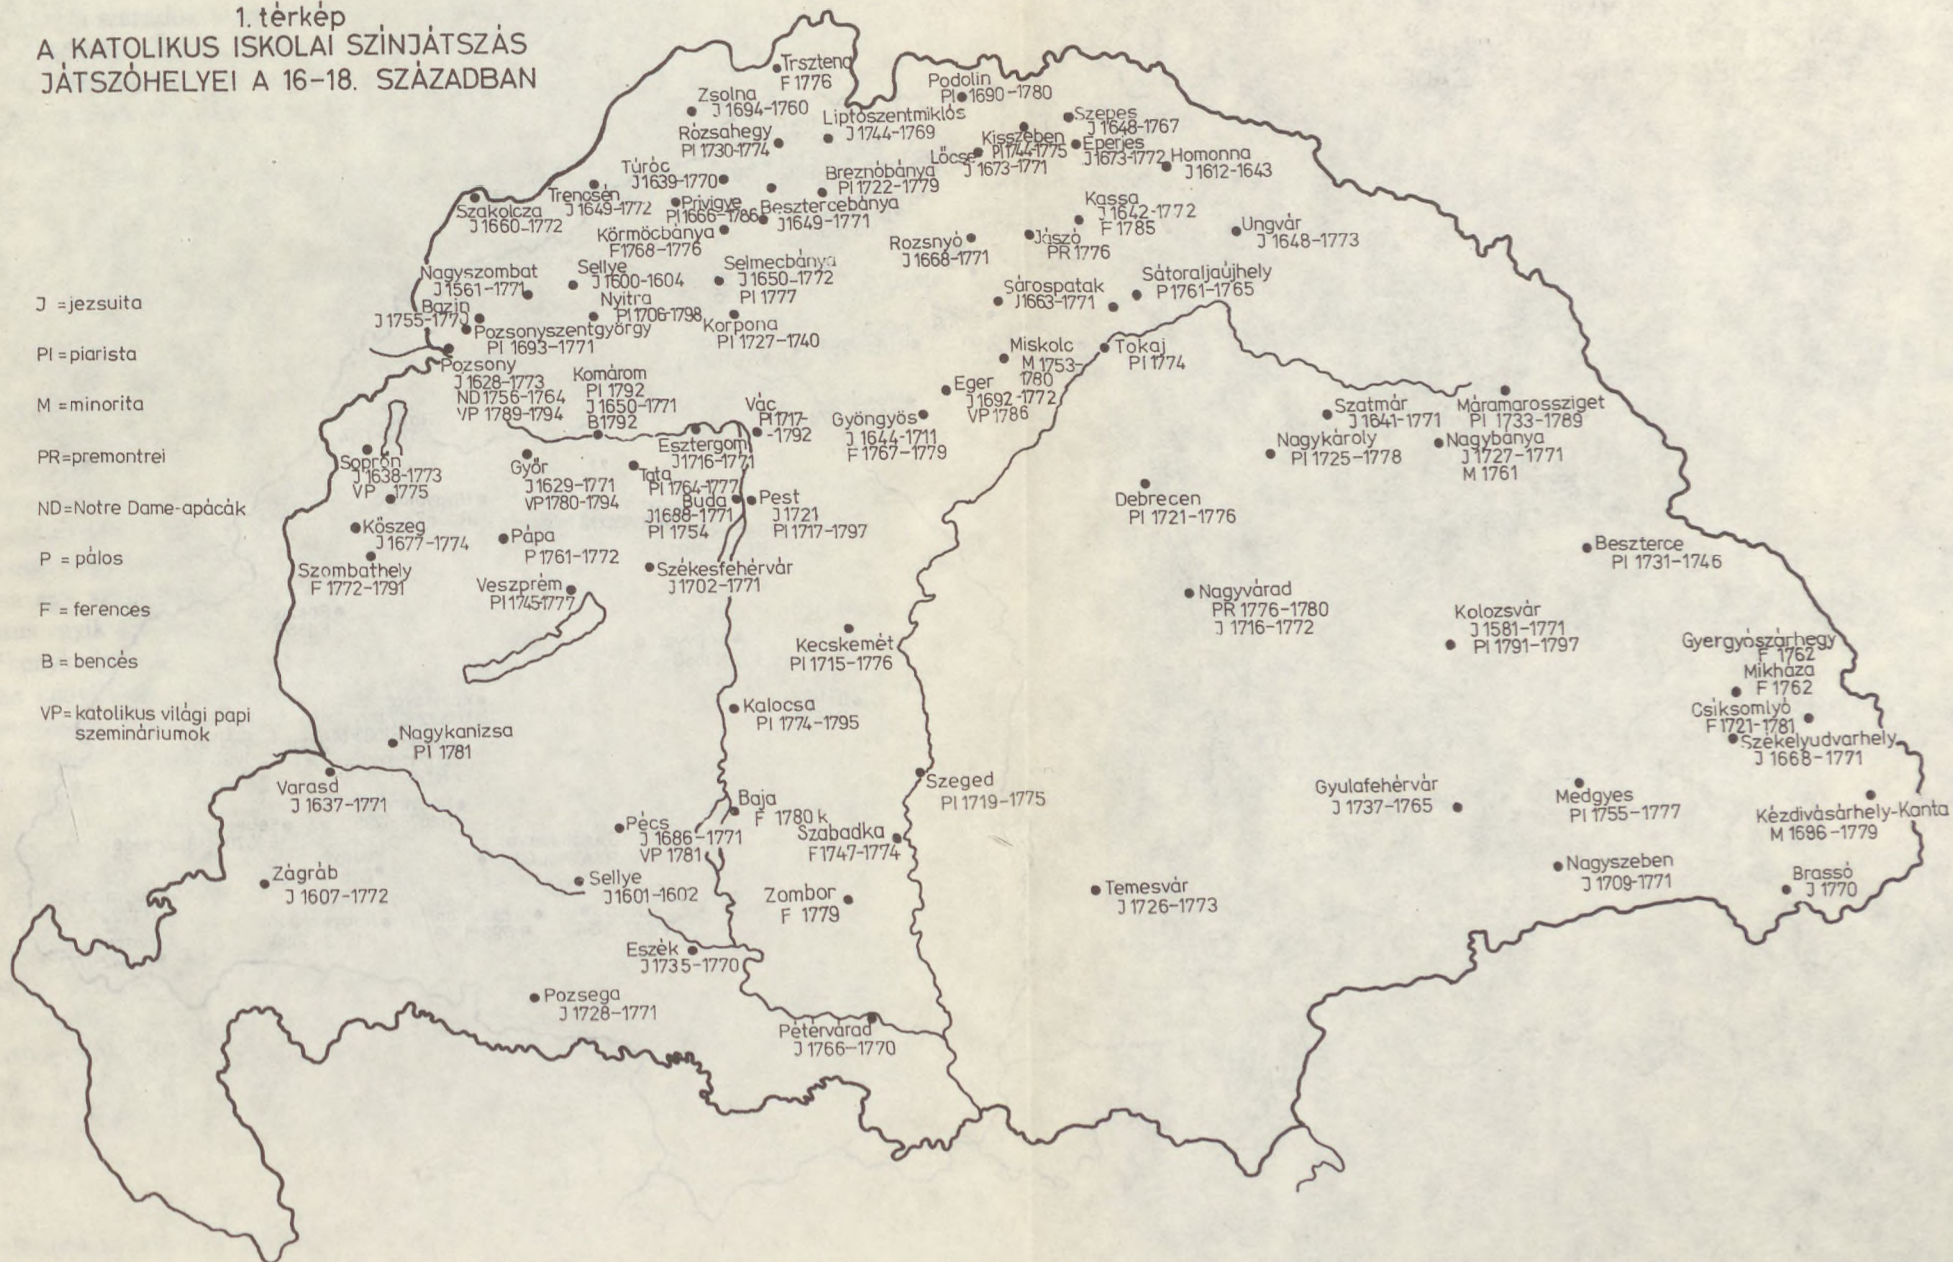 1. térkép
A KATOLIKUS ISKOLAI SZÍNJÁTSZÁS
JÁTSZÓHELYEI A 16-18. SZÁZADBAN
J =jezsuita
PI =piarista
M =minorita
PR=premontrei
ND=Notre Dame-apácák
P = pálos
F = ferences
B = bencés
VP= katolikus világi papi
szemináriumok
Trsztena
F 1776
Zsolna
J 1694-1760
Rózsahegy
PI 1730-1774
Liptószentmiklós
J 1744-1769
Podolin
PI 1690-1780
Szepes
J 1648-1767
Kisszeben
PI 1744-1775
Eperjes
J 1673-1772
Lőcse
J 1673-1771
Homonna
J 1612-1643
Túróc
J 1639-1770
Trencsén
J 1649-1772
Privigye
PI 1666-1786
Breznóbánya
PI 1722-1779
Besztercebánya
J 1649-1771
Szakolcza
J 1660-1772
Körmöcbánya
F 1768-1776
Kassa
J 1642-1772
F 1785
Ungvár
J 1648-1773
Rozsnyó
J 1668-1771
Jászó
PR 1776
Nagyszombat
J 1561-1771
Sellye
J 1600-1604
Selmecbánya
J 1650-1772
PI 1777
Sárospatak
J 1663-1771
Sátoraljaújhely
P 1761-1765
Bazin
J 1755-1770
Nyitra
PI 1706-1798
Korpona
PI 1727-1740
Pozsonyszentgyörgy
PI 1693-1771
Pozsony
J 1628-1773
ND 1756-1764
VP 1789-1794
Komárom
PI 1792
J 1650-1771
B 1792
Miskolc
M 1753-
1780
Tokaj
PI 1774
Eger
J 1692-1772
VP 1786
Vác
PI 1717-
-1792
Gyöngyös
J 1644-1711
F 1767-1779
Szatmár
J 1641-1771
Máramarossziget
PI 1733-1789
Nagykároly
PI 1725-1778
Nagybánya
J 1727-1771
M 1761
Esztergom
J 1716-1771
Sopron
J 1638-1773
VP 1775
Győr
J 1629-1771
VP 1780-1794
Tata
PI 1764-1777
Buda
J 1688-1771
PI 1754
Pest
J 1721
PI 1717-1797
Debrecen
PI 1721-1776
Kőszeg
J 1677-1774
Pápa
P 1761-1772
Szombathely
F 1772-1791
Veszprém
PI 1745-1777
Székesfehérvár
J 1702-1771
Beszterce
PI 1731-1746
Nagyvárad
PR 1776-1780
J 1716-1772
Kolozsvár
J 1581-1771
PI 1791-1797
Kecskemét
PI 1715-1776
Gyergyószárhegy
F 1762
Mikháza
F 1762
Csíksomlyó
F 1721-1781
Székelyudvarhely
J 1668-1771
Kalocsa
PI 1774-1795
Nagykanizsa
PI 1781
Varasd
J 1637-1771
Szeged
PI 1719-1775
Gyulafehérvár
J 1737-1765
Medgyes
PI 1755-1777
Kézdivásárhely-Kanta
M 1696-1779
Baja
F 1780 k
Pécs
J 1686-1771
VP 1781
Szabadka
F 1747-1774
Zágráb
J 1607-1772
Sellye
J 1601-1602
Zombor
F 1779
Temesvár
J 1726-1773
Nagyszeben
J 1709-1771
Brassó
J 1770
Eszék
J 1735-1770
Pozsega
J 1728-1771
Pétervárad
J 1766-1770